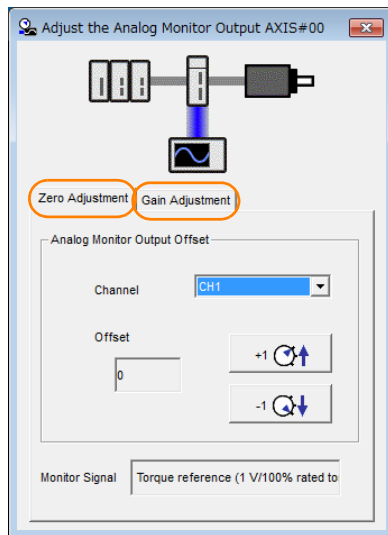 Adjust the Analog Monitor Output AXIS#00
Zero Adjustment Gain Adjustment
Analog Monitor Output Offset
Channel CH1
Offset
0
+1
-1
Monitor Signal Torque reference (1 V/100% rated to